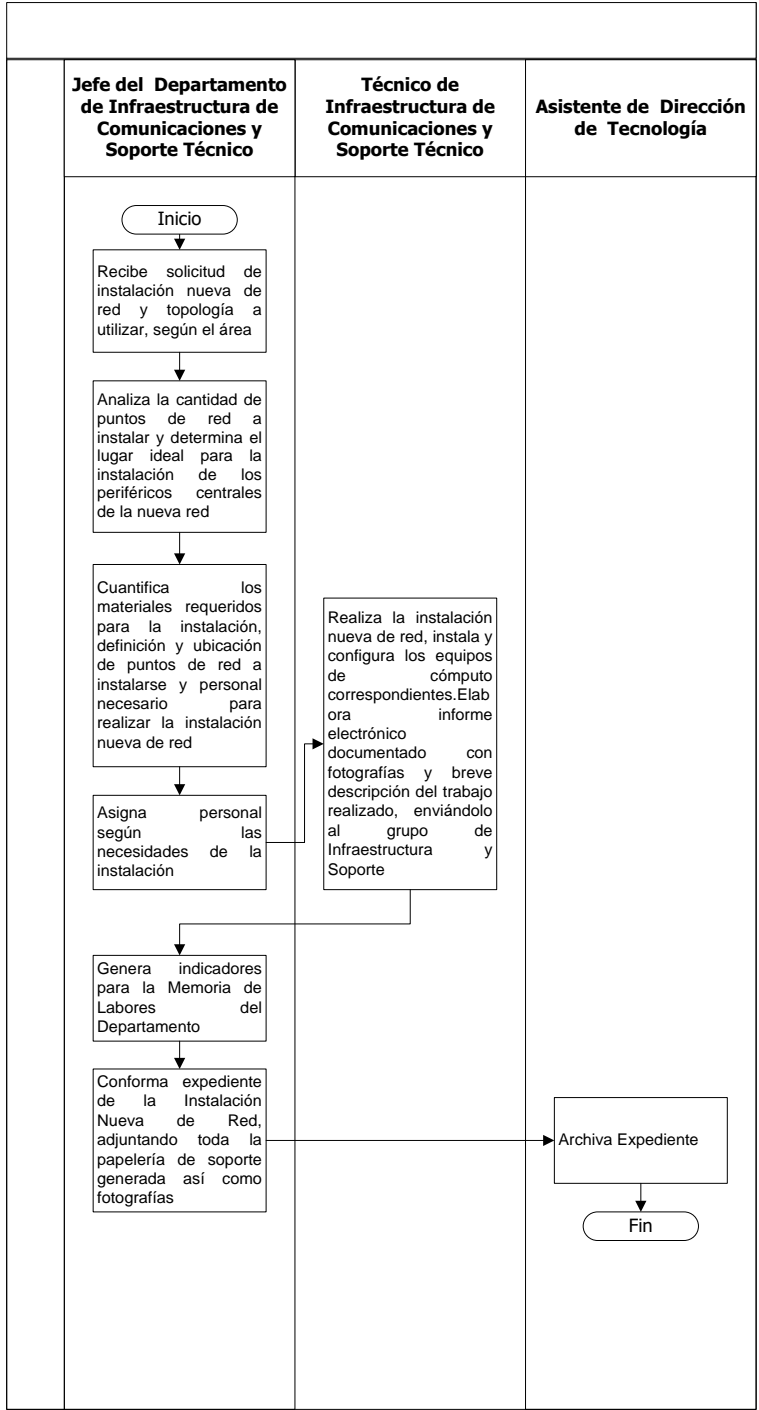 Jefe del Departamento
de Infraestructura de
Comunicaciones y
Soporte Técnico
Técnico de
Infraestructura de
Comunicaciones y
Soporte Técnico
Asistente de Dirección
de Tecnología
Inicio
Recibe solicitud de
instalación nueva de
red y topología a
utilizar, según el área
Analiza la cantidad de
puntos de red a
instalar y determina el
lugar ideal para la
instalación de los
periféricos centrales
de la nueva red
Cuantifica los
materiales requeridos
para la instalación,
definición y ubicación
de puntos de red a
instalarse y personal
necesario para
realizar la instalación
nueva de red
Asigna personal
según las
necesidades de la
instalación
Realiza la instalación
nueva de red, instala y
configura los equipos
de cómputo
correspondientes.Elab
ora informe
electrónico
documentado con
fotografías y breve
descripción del trabajo
realizado, enviándolo
al grupo de
Infraestructura y
Soporte
Genera indicadores
para la Memoria de
Labores del
Departamento
Conforma expediente
de la Instalación
Nueva de Red,
adjuntando toda la
papelería de soporte
generada así como
fotografías
Archiva Expediente
Fin